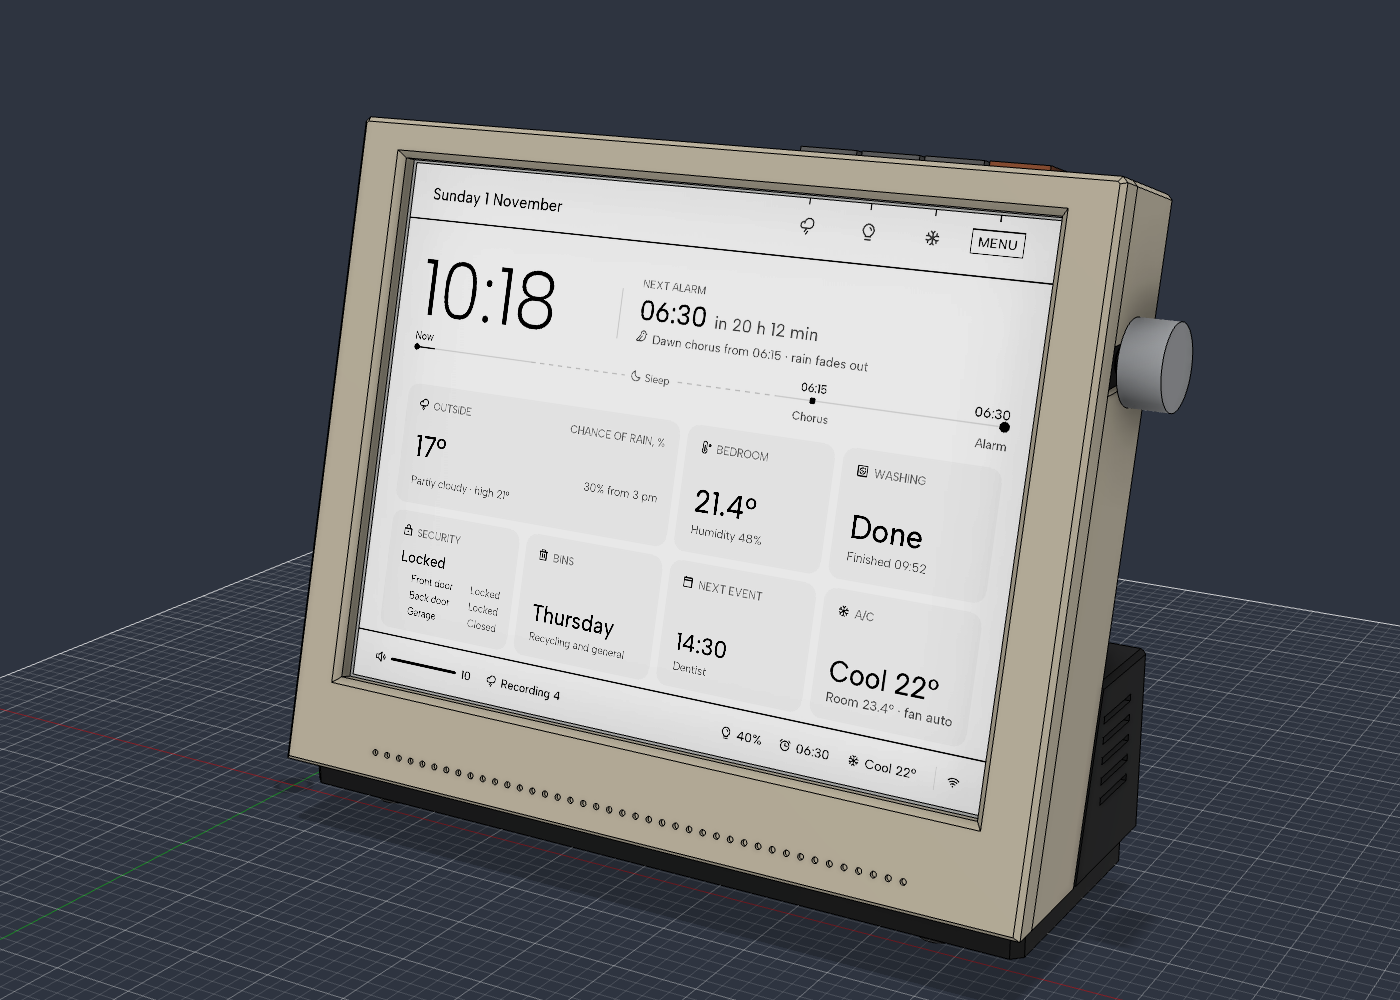 Sunday 1 November
MENU
10:18
NEXT ALARM
06:30 in 20 h 12 min
Dawn chorus from 06:15 · rain fades out
Now
Sleep
06:15
Chorus
06:30
Alarm
OUTSIDE
CHANCE OF RAIN, %
17°
Partly cloudy · high 21°
30% from 3 pm
BEDROOM
21.4°
Humidity 48%
WASHING
Done
Finished 09:52
SECURITY
Locked
Front door Locked
Back door Locked
Garage Closed
BINS
Thursday
Recycling and general
NEXT EVENT
14:30
Dentist
A/C
Cool 22°
Room 23.4° · fan auto
10
Recording 4
40%
06:30
Cool 22°